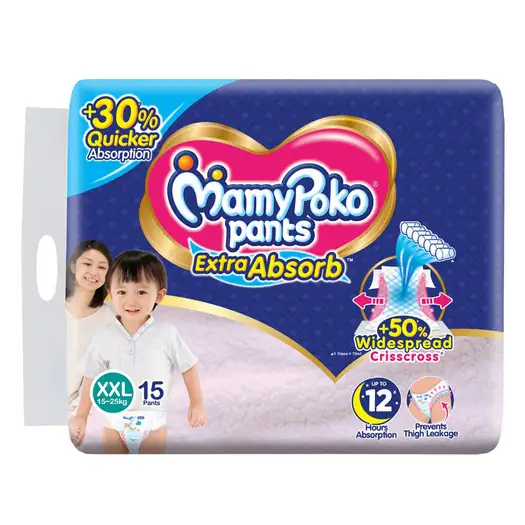 +30%
Quicker
Absorption
MamyPoko®
pants
Extra Absorb™
+50%
Widespread
Crisscross
XXL
15-25kg
15
Pants
UP TO
12
Hours
Absorption
Prevents
Thigh Leakage